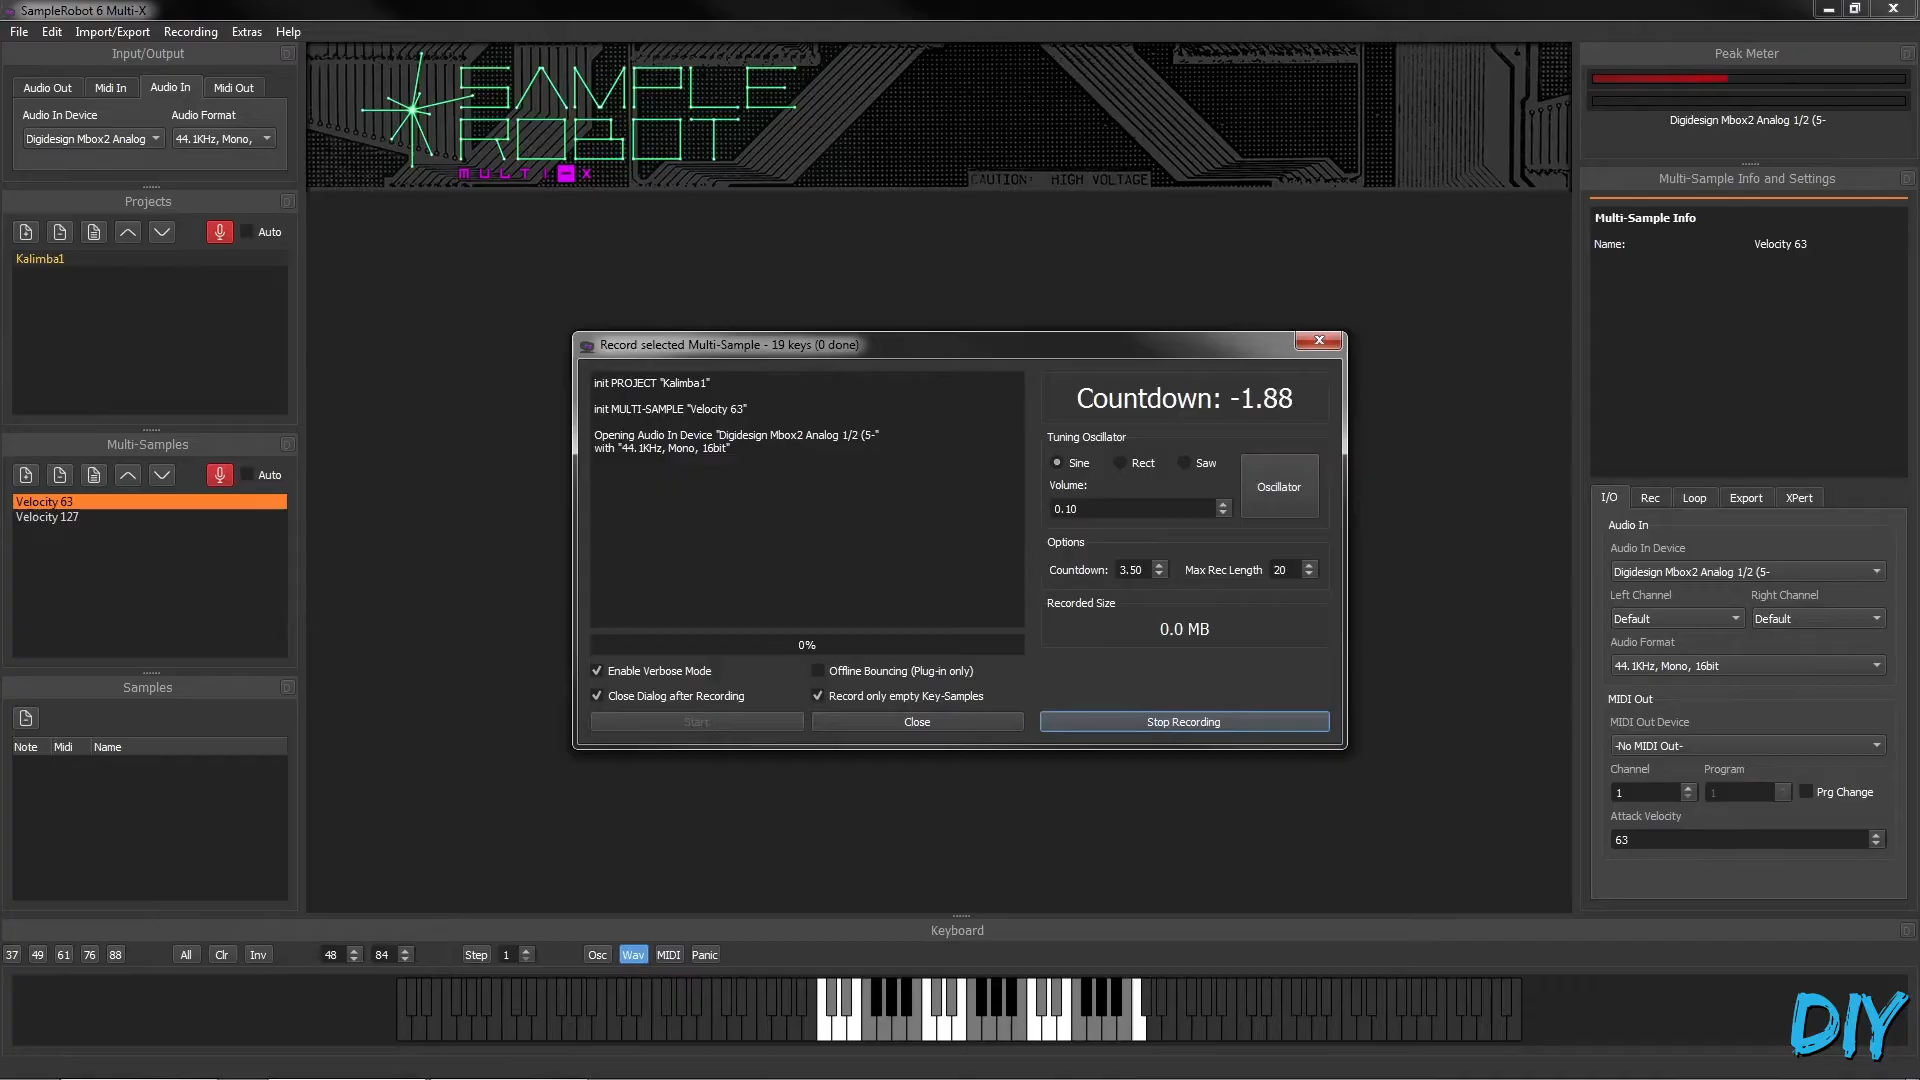 SampleRobot 6 Multi-X
File Edit Import/Export Recording Extras Help
Input/Output
Audio Out Midi In Audio In Midi Out
Audio In Device Audio Format
Digidesign Mbox2 Analog 44.1KHz, Mono,
SAMPLE
ROBOT
MULTI-X
CAUTION: HIGH VOLTAGE
Peak Meter
Digidesign Mbox2 Analog 1/2 (5-
Projects
Auto
Kalimba1
Multi-Samples
Auto
Velocity 63
Velocity 127
Samples
Note Midi Name
Record selected Multi-Sample - 19 keys (0 done)
init PROJECT "Kalimba1"
init MULTI-SAMPLE "Velocity 63"
Opening Audio In Device "Digidesign Mbox2 Analog 1/2 (5-"
with "44.1KHz, Mono, 16bit"
0%
Enable Verbose Mode Offline Bouncing (Plug-in only)
Close Dialog after Recording Record only empty Key-Samples
Start Close Stop Recording
Countdown: -1.88
Tuning Oscillator
Sine Rect Saw
Volume:
0.10
Oscillator
Options
Countdown: 3.50 Max Rec Length 20
Recorded Size
0.0 MB
Multi-Sample Info and Settings
Multi-Sample Info
Name: Velocity 63
I/O Rec Loop Export XPert
Audio In
Audio In Device
Digidesign Mbox2 Analog 1/2 (5-
Left Channel Right Channel
Default Default
Audio Format
44.1KHz, Mono, 16bit
MIDI Out
MIDI Out Device
-No MIDI Out-
Channel Program
1 1 Prg Change
Attack Velocity
63
Keyboard
37 49 61 76 88 All Clr Inv 48 84 Step 1 Osc Wav MIDI Panic
DIY